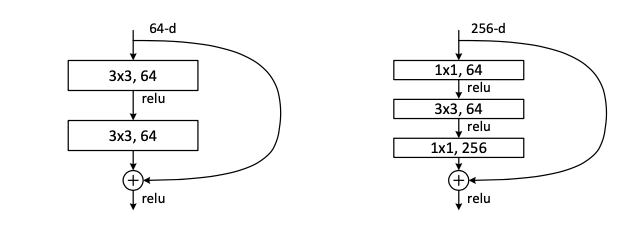 64-d
3x3, 64
relu
3x3, 64
+
relu
256-d
1x1, 64
relu
3x3, 64
relu
1x1, 256
+
relu